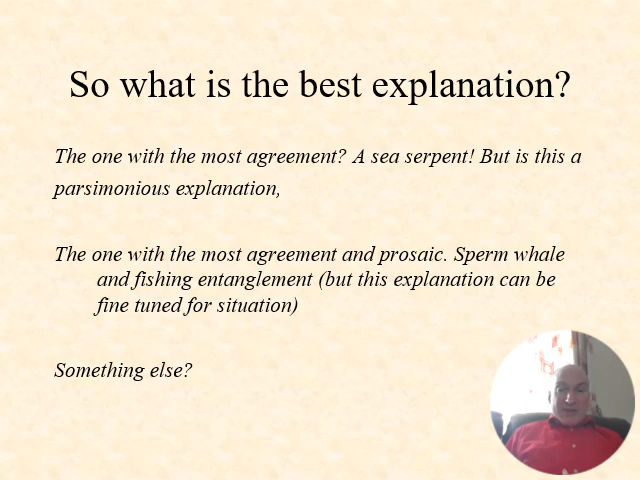 So what is the best explanation?
The one with the most agreement? A sea serpent! But is this a
parsimonious explanation,
The one with the most agreement and prosaic. Sperm whale
and fishing entanglement (but this explanation can be
fine tuned for situation)
Something else?